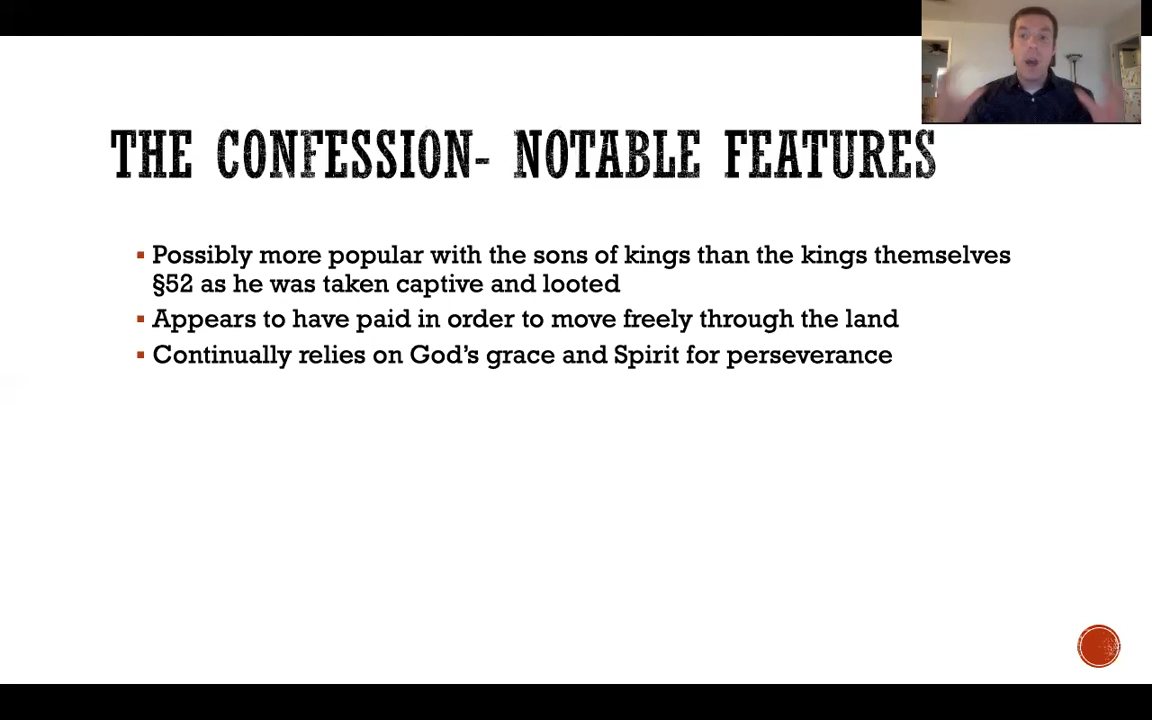 THE CONFESSION- NOTABLE FEATURES
Possibly more popular with the sons of kings than the kings themselves
§52 as he was taken captive and looted
Appears to have paid in order to move freely through the land
Continually relies on God’s grace and Spirit for perseverance